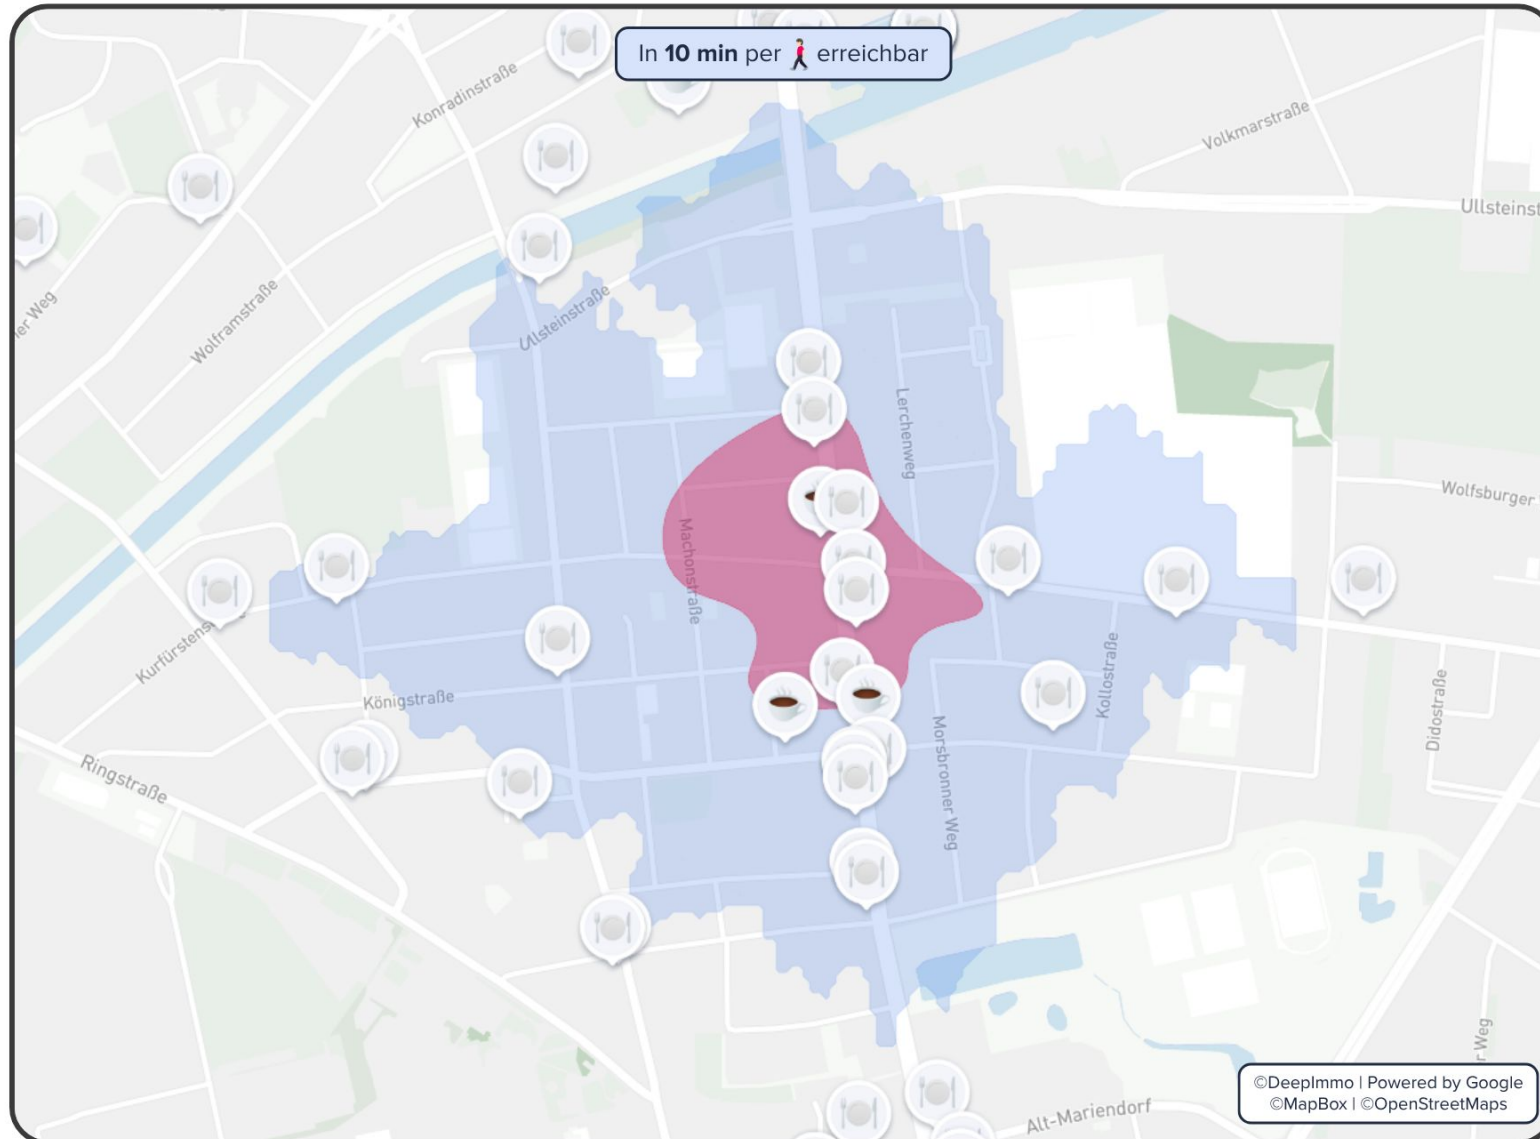 In 10 min per erreichbar
Konradinstraße
Volkmarstraße
Ullsteinst
er Weg
Wolframstraße
Ullsteinstraße
Lerchenweg
Wolfsburger
Machonstraße
Kurfürstens
Königstraße
Kollostraße
Didostraße
Ringstraße
Morsbronner Weg
r Weg
Alt-Mariendorf
©DeepImmo | Powered by Google
©MapBox | ©OpenStreetMaps